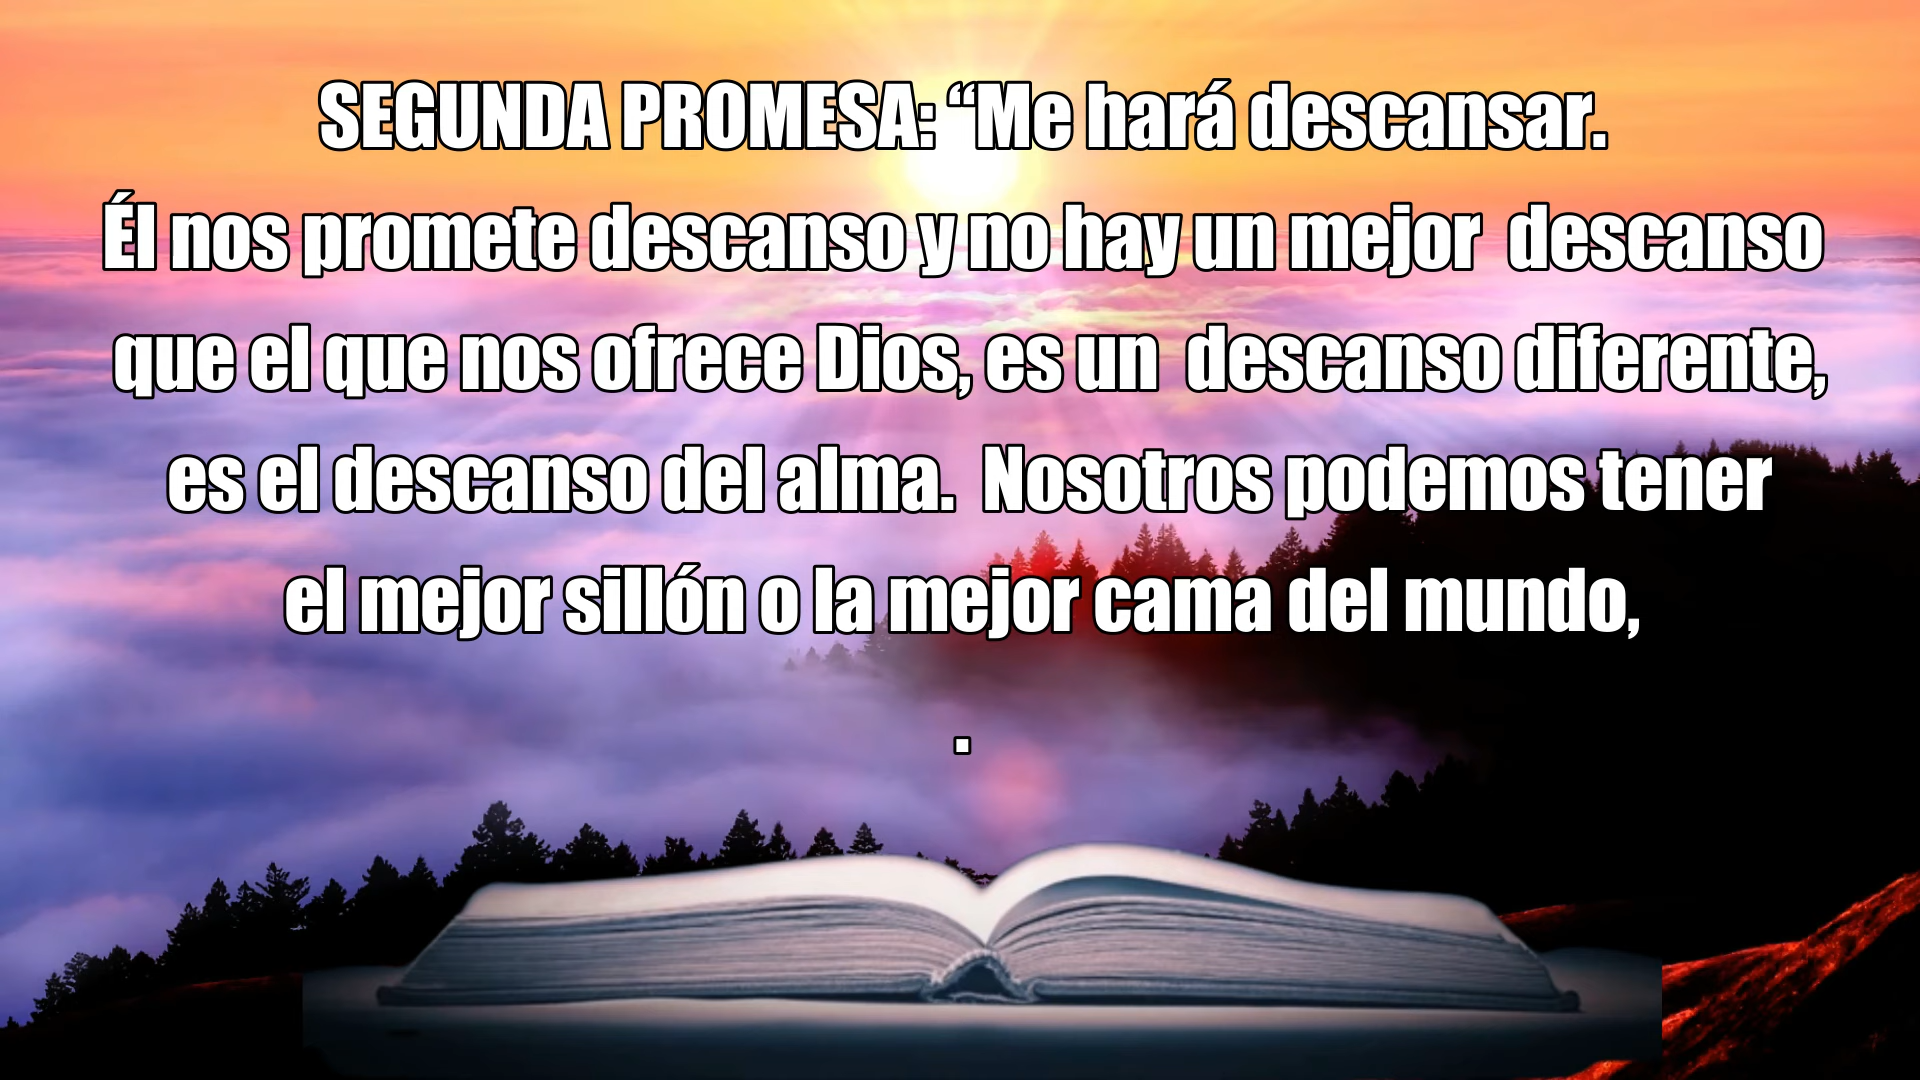 SEGUNDA PROMESA: “Me hará descansar.
Él nos promete descanso y no hay un mejor  descanso
que el que nos ofrece Dios, es un  descanso diferente,
es el descanso del alma.  Nosotros podemos tener
el mejor sillón o la mejor cama del mundo,
.